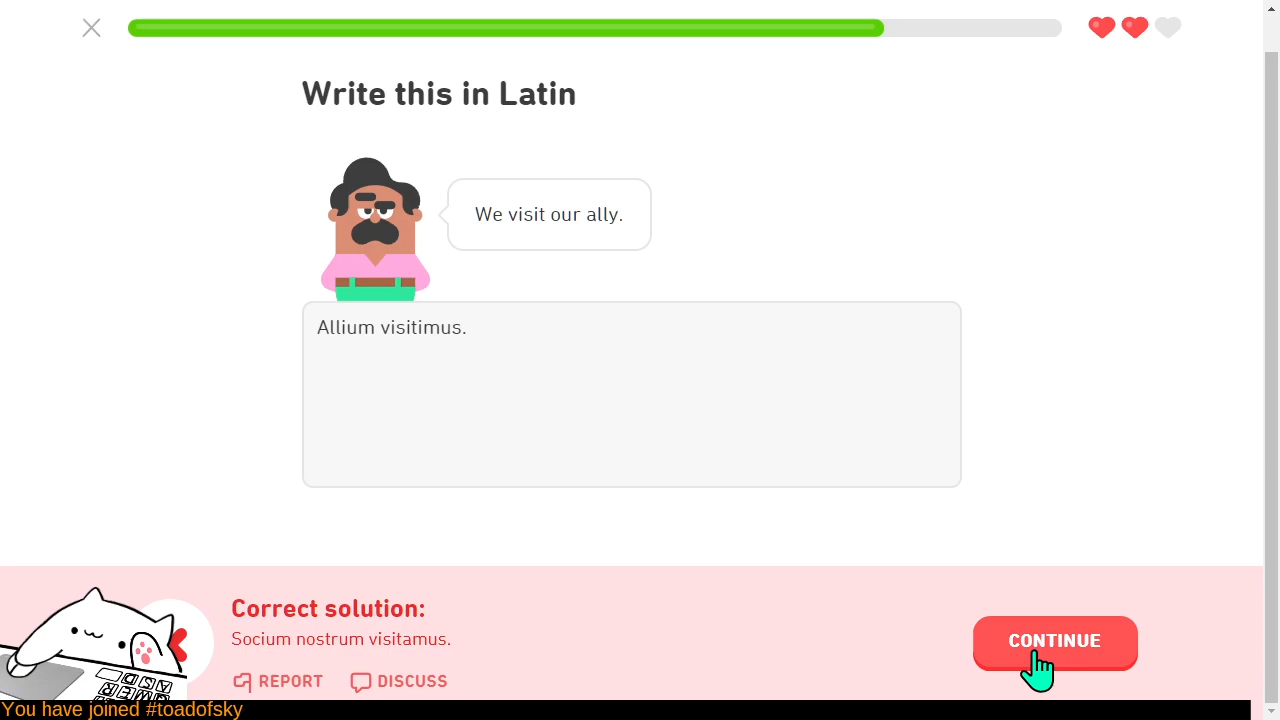 Write this in Latin
We visit our ally.
Allium visitimus.
Correct solution:
Socium nostrum visitamus.
REPORT DISCUSS
CONTINUE
You have joined #toadofsky